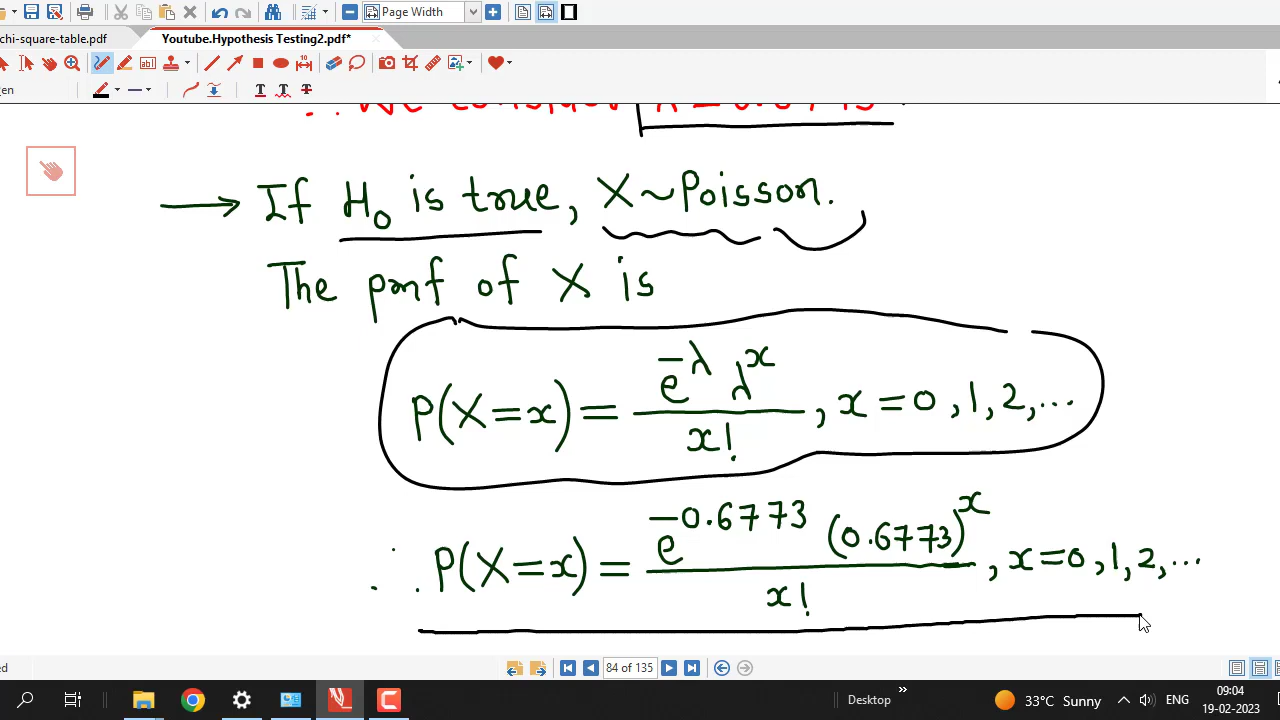 Page Width
chi-square-table.pdf
Youtube.Hypothesis Testing2.pdf*
∴ We consider
→ If H₀ is true, X~Poisson.
The pmf of X is
P(X=x) = e^-λ λ^x / x! , x=0,1,2,...
∴ P(X=x) = e^-0.6773 (0.6773)^x / x! , x=0,1,2,...
84 of 135
Desktop
»
33°C Sunny
ENG
09:04
19-02-2023